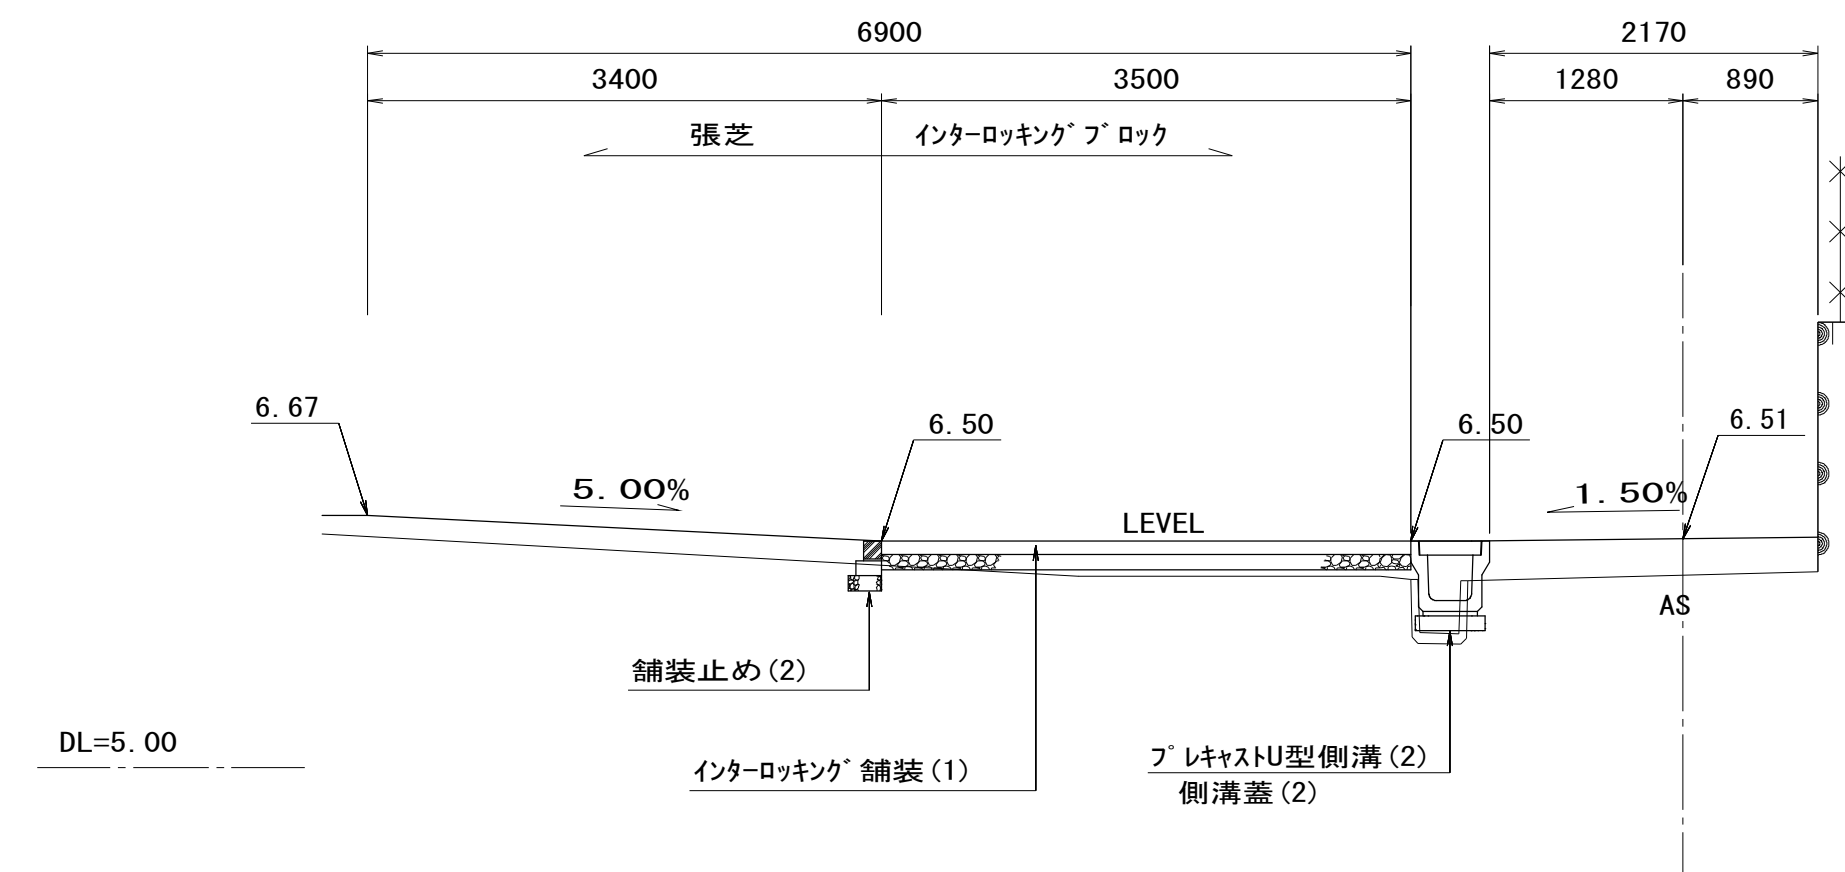 6900
2170
3400
3500
1280
890
張芝
インターロッキングブロック
6.67
6.50
6.50
6.51
5.00%
1.50%
LEVEL
AS
舗装止め(2)
DL=5.00
インターロッキング舗装(1)
プレキャストU型側溝(2)
側溝蓋(2)